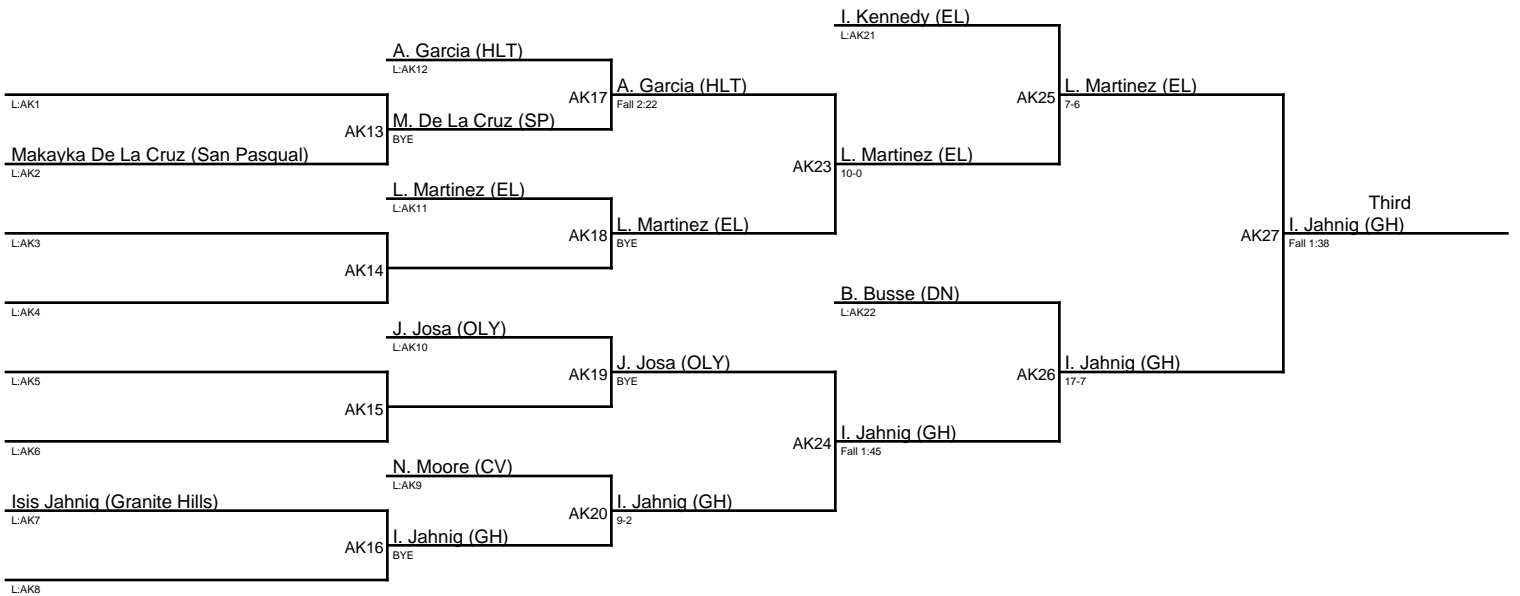 I. Kennedy (EL)
L:AK21
A. Garcia (HLT)
L:AK12
A. Garcia (HLT)
Fall 2:22
AK17
L. Martinez (EL)
7-6
AK25
L:AK1
AK13
M. De La Cruz (SP)
BYE
Makayka De La Cruz (San Pasqual)
L:AK2
AK23
L. Martinez (EL)
10-0
L. Martinez (EL)
L:AK11
Third
L:AK3
AK18
L. Martinez (EL)
BYE
AK27
I. Jahnig (GH)
Fall 1:38
AK14
L:AK4
B. Busse (DN)
L:AK22
J. Josa (OLY)
L:AK10
L:AK5
AK19
J. Josa (OLY)
BYE
AK26
I. Jahnig (GH)
17-7
AK15
L:AK6
AK24
I. Jahnig (GH)
Fall 1:45
N. Moore (CV)
L:AK9
Isis Jahnig (Granite Hills)
L:AK7
AK20
I. Jahnig (GH)
9-2
AK16
I. Jahnig (GH)
BYE
L:AK8